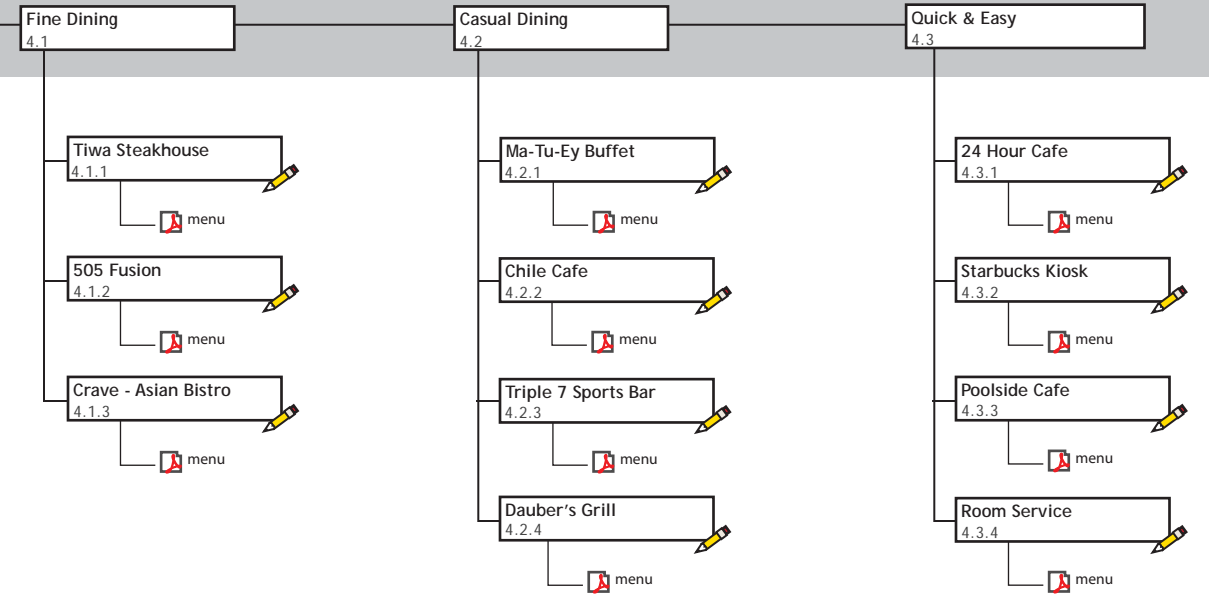 Fine Dining
4.1
Casual Dining
4.2
Quick & Easy
4.3
Tiwa Steakhouse
4.1.1
menu
505 Fusion
4.1.2
menu
Crave - Asian Bistro
4.1.3
menu
Ma-Tu-Ey Buffet
4.2.1
menu
Chile Cafe
4.2.2
menu
Triple 7 Sports Bar
4.2.3
menu
Dauber's Grill
4.2.4
menu
24 Hour Cafe
4.3.1
menu
Starbucks Kiosk
4.3.2
menu
Poolside Cafe
4.3.3
menu
Room Service
4.3.4
menu